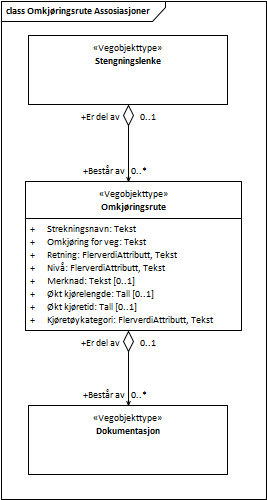 class Omkjøringsrute Assosiasjoner
«Vegobjekttype»
Stengningslenke
+Er del av 0..1
+Består av 0..*
«Vegobjekttype»
Omkjøringsrute
+ Strekningsnavn: Tekst
+ Omkjøring for veg: Tekst
+ Retning: FlerverdiAttributt, Tekst
+ Nivå: FlerverdiAttributt, Tekst
+ Merknad: Tekst [0..1]
+ Økt kjørelengde: Tall [0..1]
+ Økt kjøretid: Tall [0..1]
+ Kjøretøykategori: FlerverdiAttributt, Tekst
+Er del av 0..1
+Består av 0..*
«Vegobjekttype»
Dokumentasjon